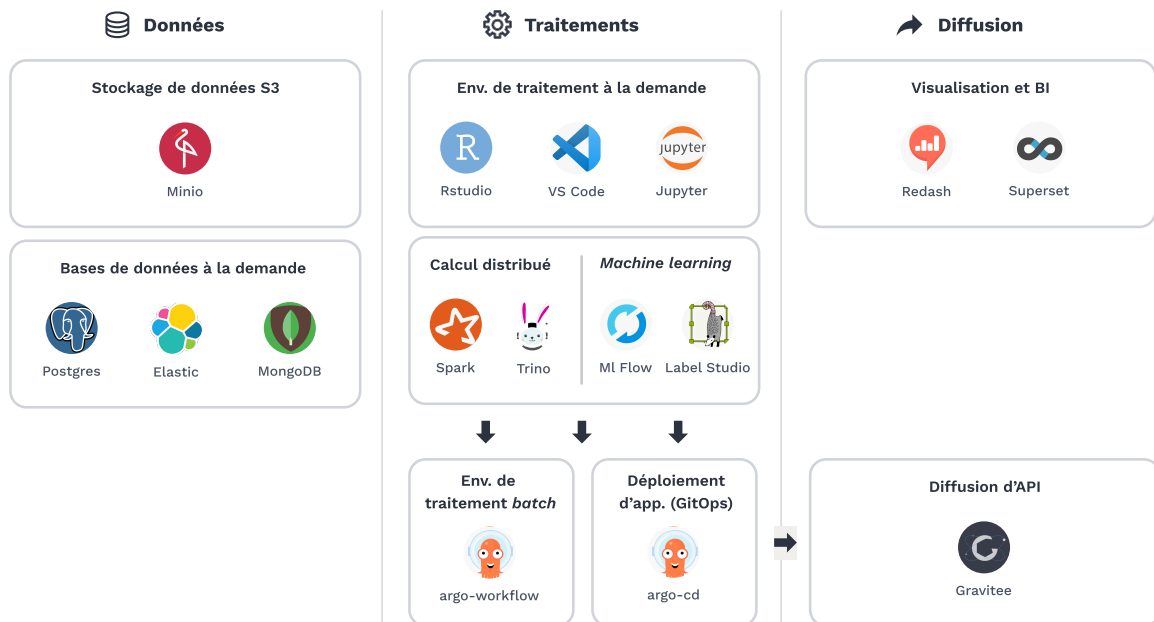 Données
Stockage de données S3
Minio
Bases de données à la demande
Postgres
Elastic
MongoDB
Traitements
Env. de traitement à la demande
R
Rstudio
VS Code
jupyter
Jupyter
Calcul distribué
Spark
Trino
Machine learning
Ml Flow
Label Studio
Env. de
traitement batch
argo-workflow
Déploiement
d’app. (GitOps)
argo-cd
Diffusion
Visualisation et BI
Redash
Superset
Diffusion d’API
Gravitee